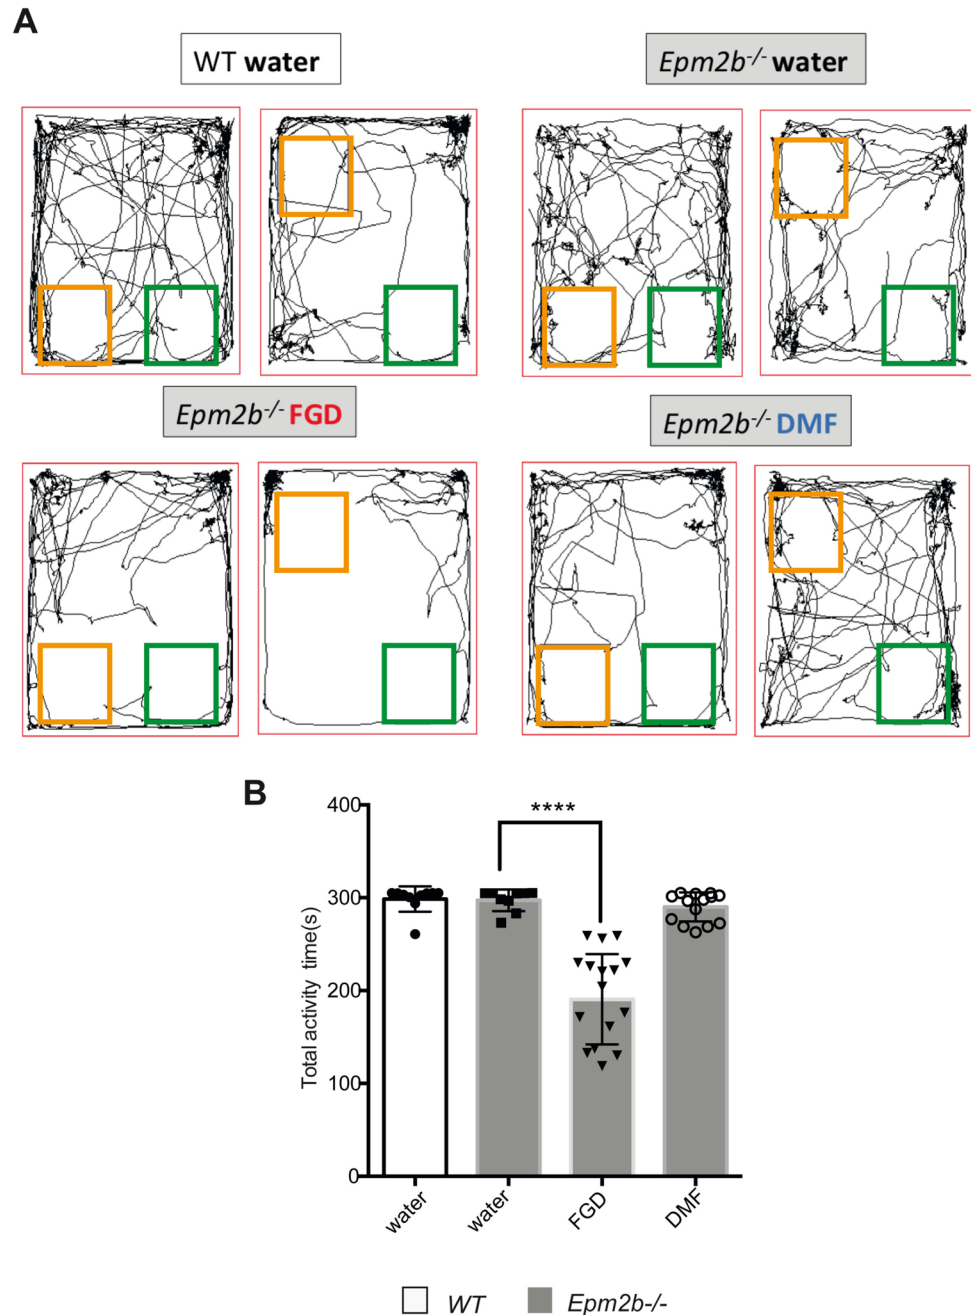 A
WT water
Epm2b-/- water
Epm2b-/- FGD
Epm2b-/- DMF
B
400
****
300
200
100
0
Total activity time(s)
water
water
FGD
DMF
WT
Epm2b-/-